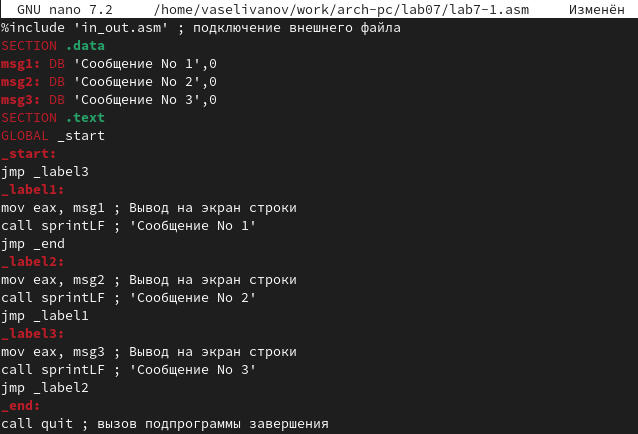 GNU nano 7.2 /home/vaselivanov/work/arch-pc/lab07/lab7-1.asm Изменён
%include 'in_out.asm' ; подключение внешнего файла
SECTION .data
msg1: DB 'Сообщение No 1',0
msg2: DB 'Сообщение No 2',0
msg3: DB 'Сообщение No 3',0
SECTION .text
GLOBAL _start
_start:
jmp _label3
_label1:
mov eax, msg1 ; Вывод на экран строки
call sprintLF ; 'Сообщение No 1'
jmp _end
_label2:
mov eax, msg2 ; Вывод на экран строки
call sprintLF ; 'Сообщение No 2'
jmp _label1
_label3:
mov eax, msg3 ; Вывод на экран строки
call sprintLF ; 'Сообщение No 3'
jmp _label2
_end:
call quit ; вызов подпрограммы завершения